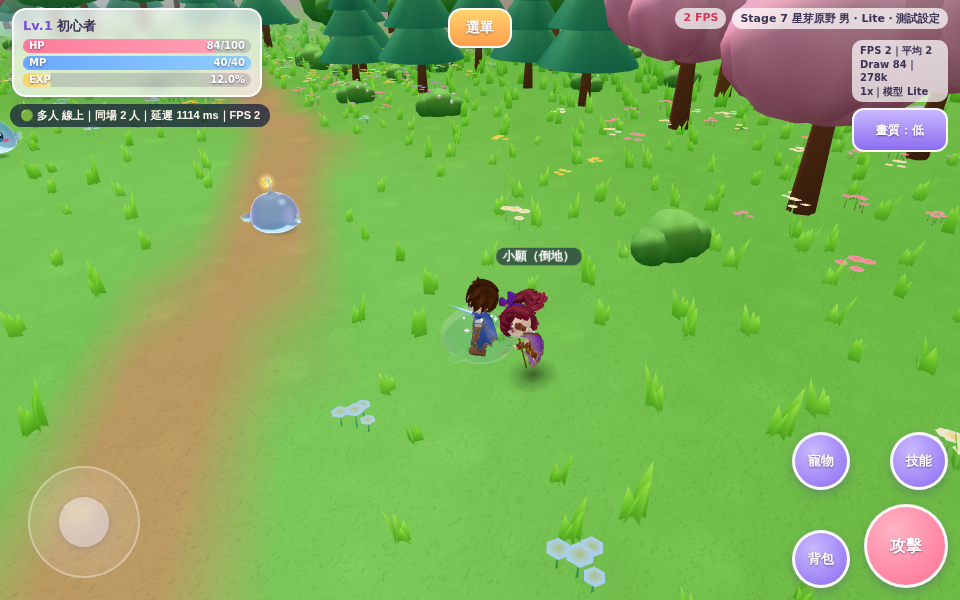 Lv.1 初心者
HP 84/100
MP 40/40
EXP 12.0%
🟢 多人 線上｜同場 2 人｜延遲 1114 ms｜FPS 2
選單
2 FPS
Stage 7 星芽原野 男・Lite・測試設定
FPS 2｜平均 2
Draw 84｜
278k
1x｜模型 Lite
畫質：低
小願（倒地）
寵物
技能
攻擊
背包